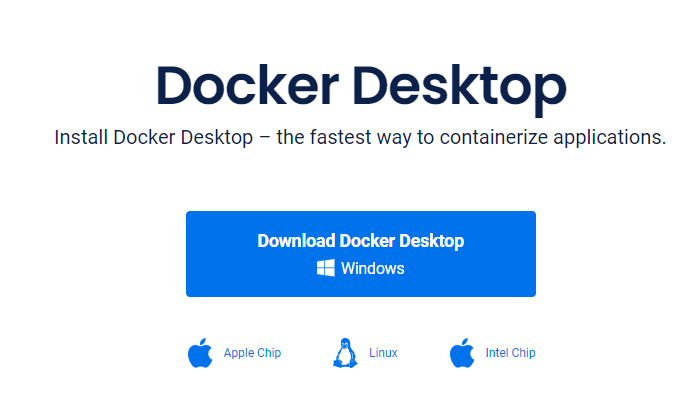 Docker Desktop
Install Docker Desktop – the fastest way to containerize applications.
Download Docker Desktop
Windows
Apple Chip Linux Intel Chip